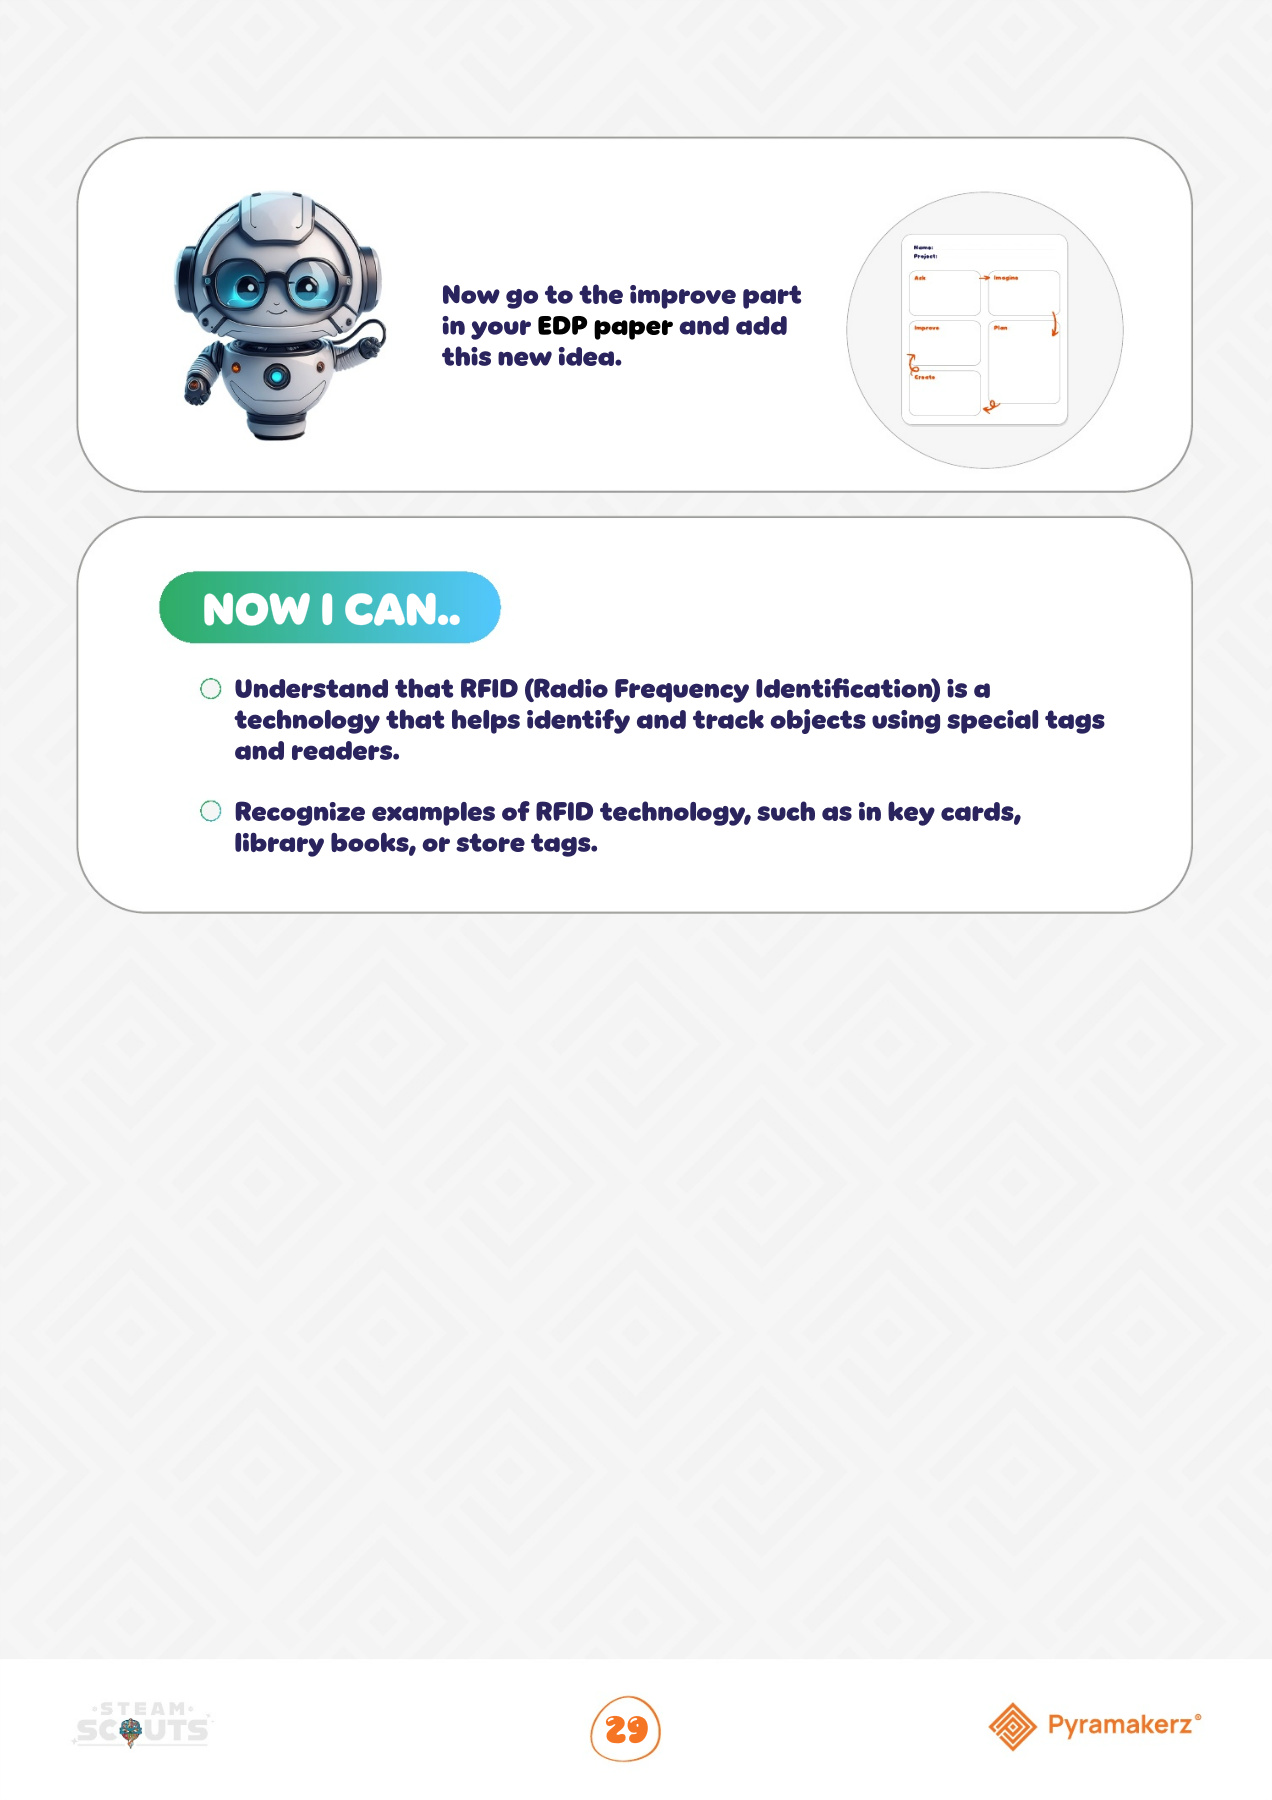 Now go to the improve part
in your EDP paper and add
this new idea.
Name:
Project:
Ask
Imagine
Improve
Plan
Create
NOW I CAN..
Understand that RFID (Radio Frequency Identification) is a
technology that helps identify and track objects using special tags
and readers.
Recognize examples of RFID technology, such as in key cards,
library books, or store tags.
STEAM
SCOUTS
29
Pyramakerz®